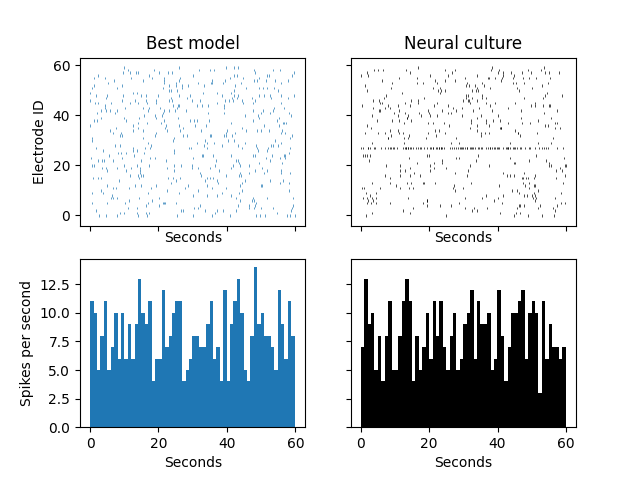 Best model
Neural culture
60
40
20
0
Electrode ID
Seconds
Seconds
12.5
10.0
7.5
5.0
2.5
0.0
Spikes per second
0 20 40 60
0 20 40 60
Seconds
Seconds